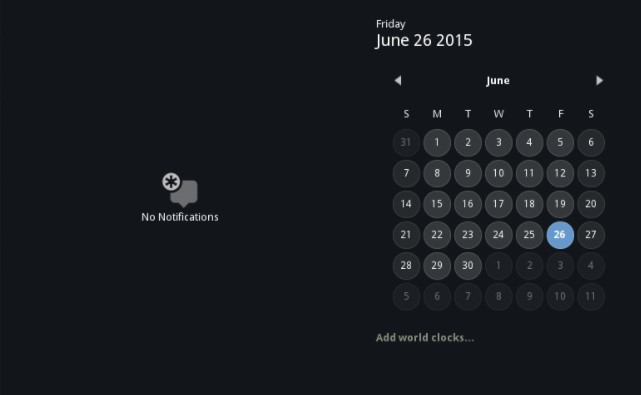 Friday
June 26 2015
June
S M T W T F S
31 1 2 3 4 5 6
7 8 9 10 11 12 13
14 15 16 17 18 19 20
No Notifications
21 22 23 24 25 26 27
28 29 30 1 2 3 4
5 6 7 8 9 10 11
Add world clocks...